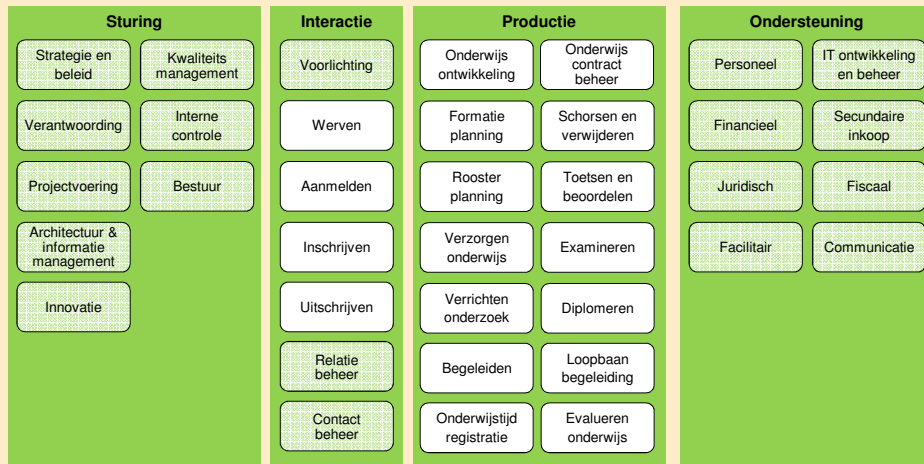 Sturing
Strategie en
beleid
Kwaliteits
management
Verantwoording
Interne
controle
Projectvoering
Bestuur
Architectuur &
informatie
management
Innovatie
Interactie
Voorlichting
Werven
Aanmelden
Inschrijven
Uitschrijven
Relatie
beheer
Contact
beheer
Productie
Onderwijs
ontwikkeling
Onderwijs
contract
beheer
Formatie
planning
Schorsen en
verwijderen
Rooster
planning
Toetsen en
beoordelen
Verzorgen
onderwijs
Examineren
Verrichten
onderzoek
Diplomeren
Begeleiden
Loopbaan
begeleiding
Onderwijstijd
registratie
Evalueren
onderwijs
Ondersteuning
Personeel
IT ontwikkeling
en beheer
Financieel
Secundaire
inkoop
Juridisch
Fiscaal
Facilitair
Communicatie